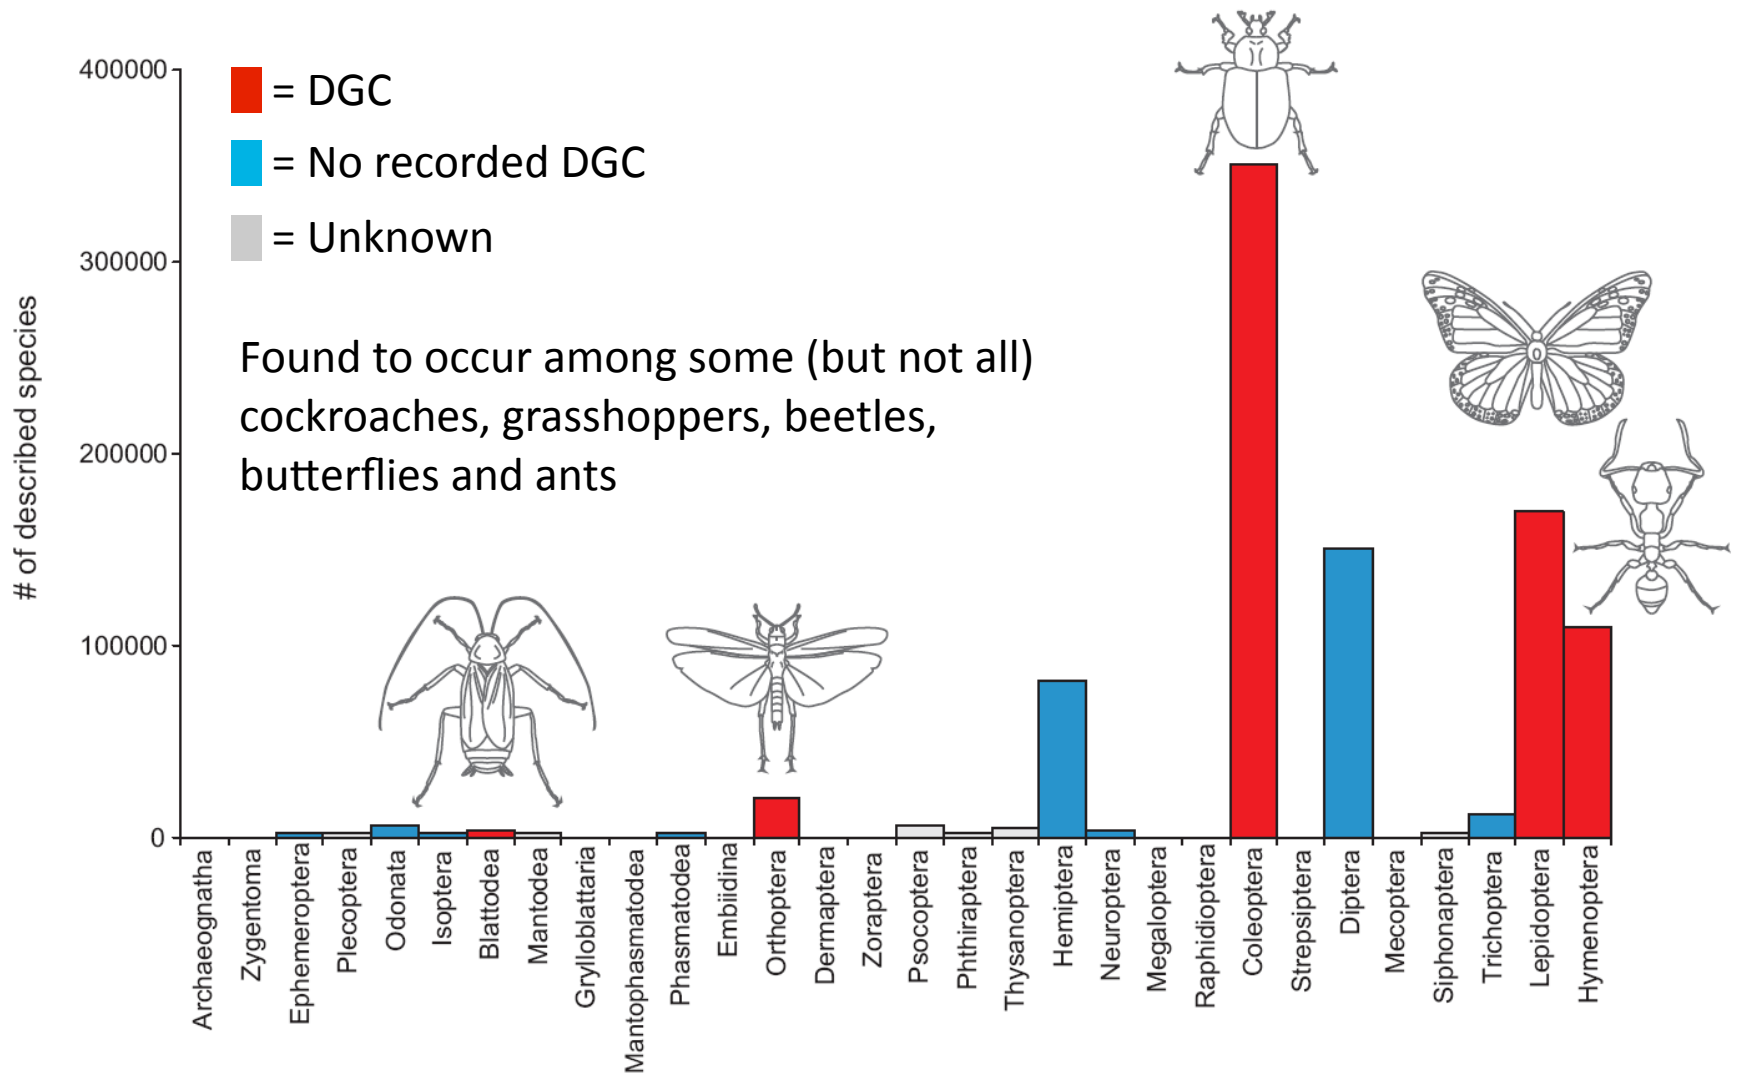 400000
300000
200000
100000
0
# of described species
= DGC
= No recorded DGC
= Unknown
Found to occur among some (but not all)
cockroaches, grasshoppers, beetles,
butterflies and ants
Archaeognatha
Zygentoma
Ephemeroptera
Plecoptera
Odonata
Isoptera
Blattodea
Mantodea
Grylloblattaria
Mantophasmatodea
Phasmatodea
Embiidina
Orthoptera
Dermaptera
Zoraptera
Psocoptera
Phthiraptera
Thysanoptera
Hemiptera
Neuroptera
Megaloptera
Raphidioptera
Coleoptera
Strepsiptera
Diptera
Mecoptera
Siphonaptera
Trichoptera
Lepidoptera
Hymenoptera